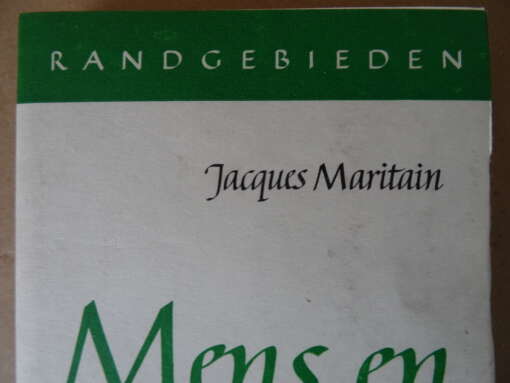 RANDGEBIEDEN
Jacques Maritain
Mens en